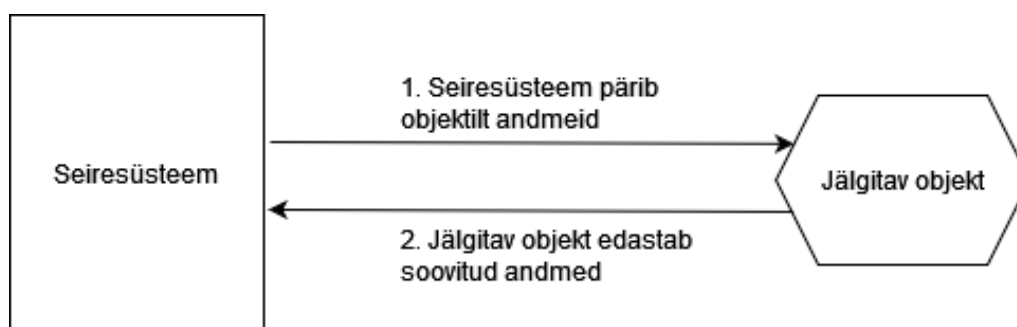 1. Seiresüsteem pärib
objektilt andmeid
Seiresüsteem
Jälgitav objekt
2. Jälgitav objekt edastab
soovitud andmed